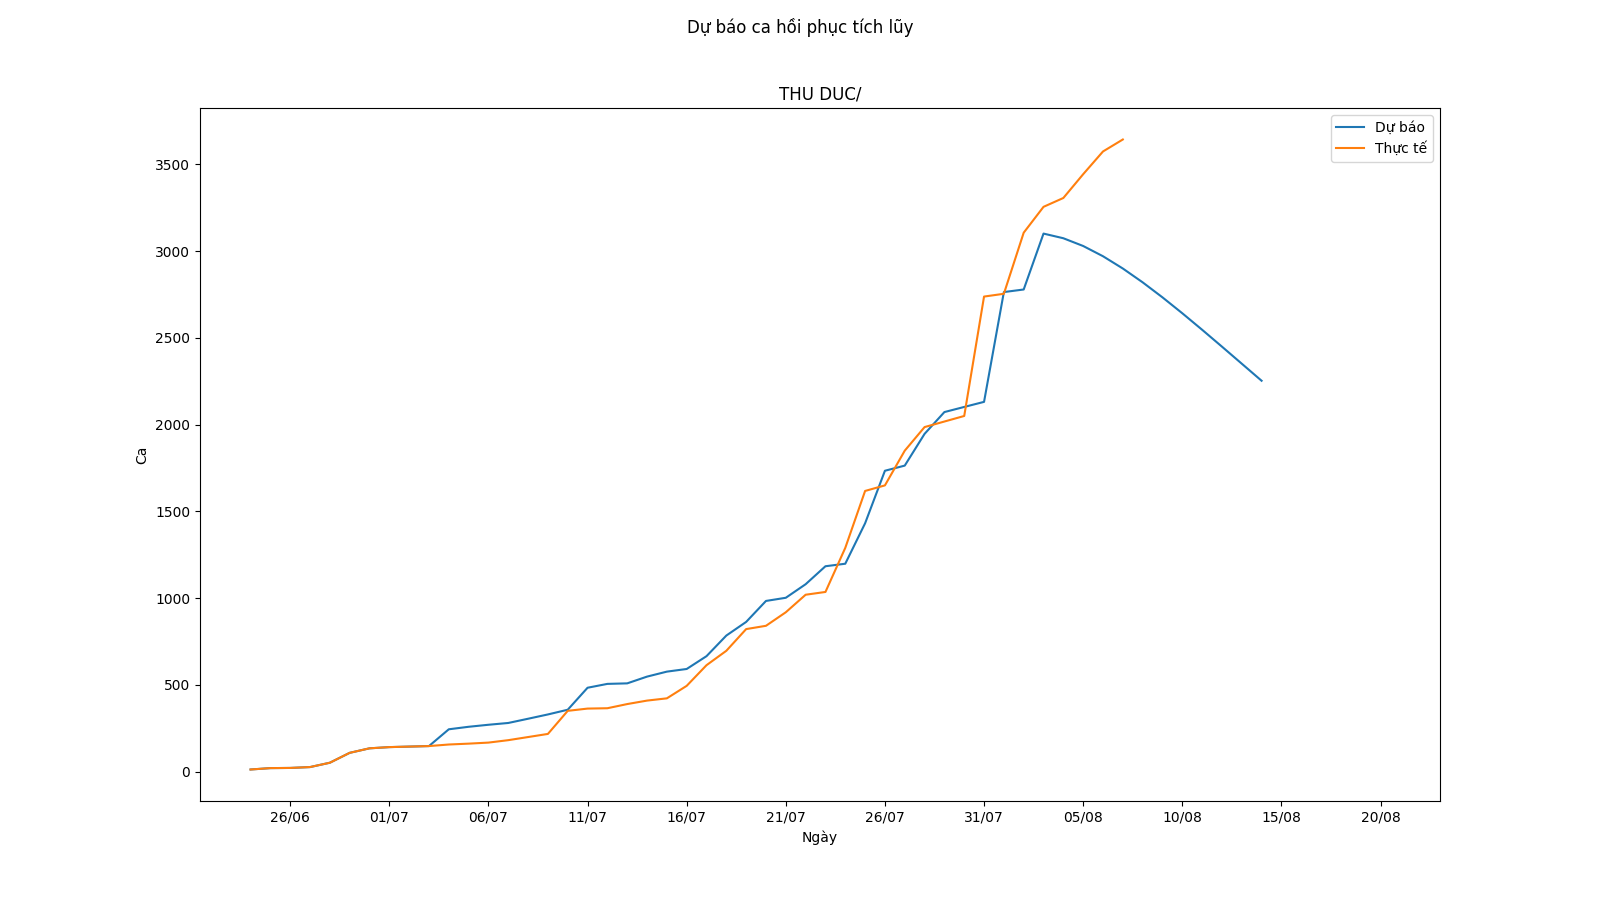 Dự báo ca hồi phục tích lũy
THU DUC/
Dự báo
Thực tế
3500
3000
2500
2000
1500
1000
500
0
Ca
26/06 01/07 06/07 11/07 16/07 21/07 26/07 31/07 05/08 10/08 15/08 20/08
Ngày